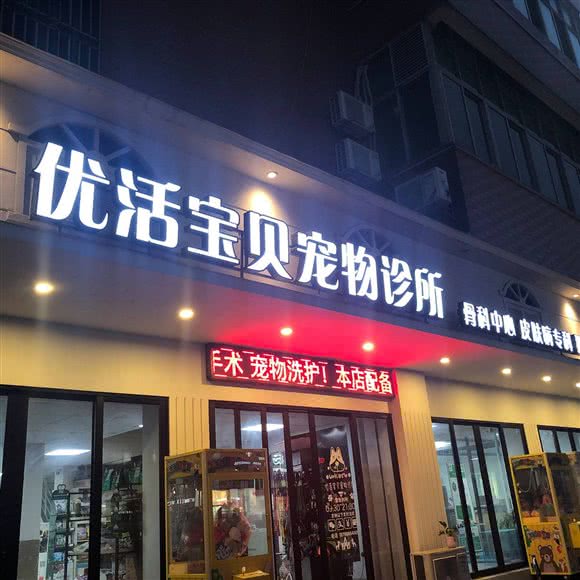 优活宝贝宠物诊所
骨科中心 皮肤病专科
手术 宠物洗护！本店配备